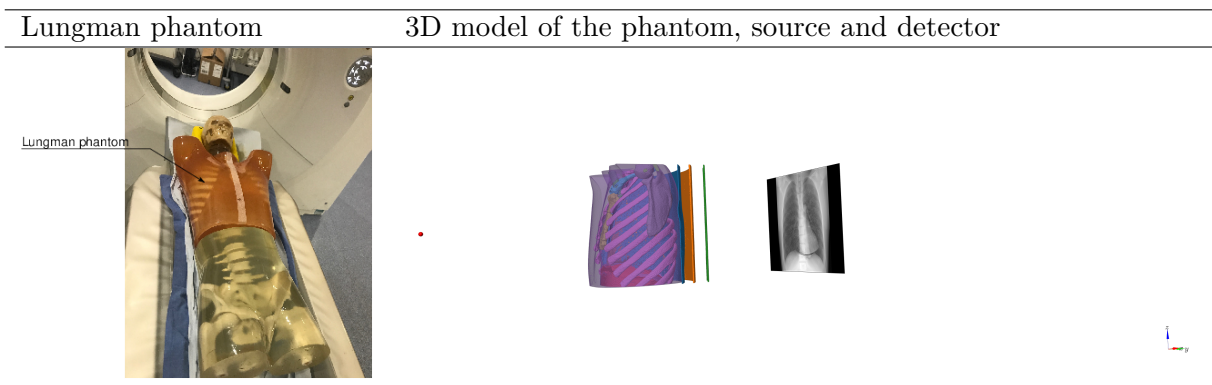 Lungman phantom
3D model of the phantom, source and detector
Lungman phantom
z
y